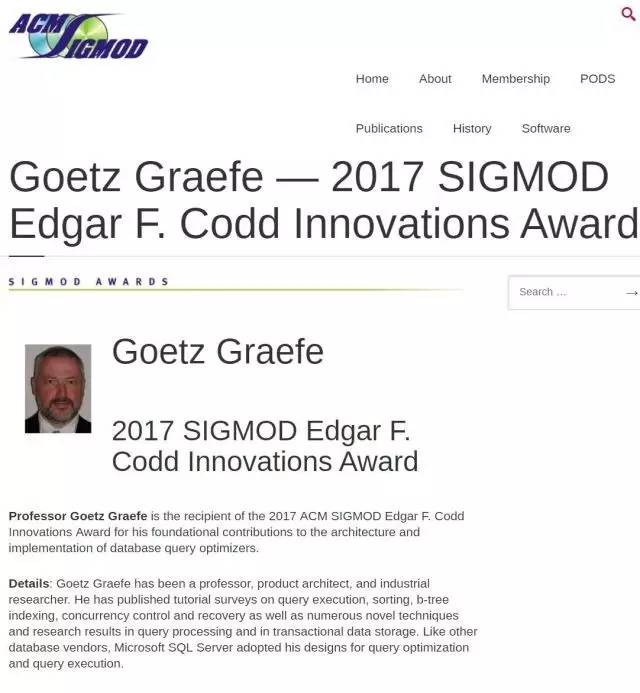 ACM SIGMOD
Home About Membership PODS
Publications History Software
Goetz Graefe — 2017 SIGMOD
Edgar F. Codd Innovations Award
SIGMOD AWARDS
Search ... →
Goetz Graefe
2017 SIGMOD Edgar F.
Codd Innovations Award
Professor Goetz Graefe is the recipient of the 2017 ACM SIGMOD Edgar F. Codd
Innovations Award for his foundational contributions to the architecture and
implementation of database query optimizers.
Details: Goetz Graefe has been a professor, product architect, and industrial
researcher. He has published tutorial surveys on query execution, sorting, b-tree
indexing, concurrency control and recovery as well as numerous novel techniques
and research results in query processing and in transactional data storage. Like other
database vendors, Microsoft SQL Server adopted his designs for query optimization
and query execution.